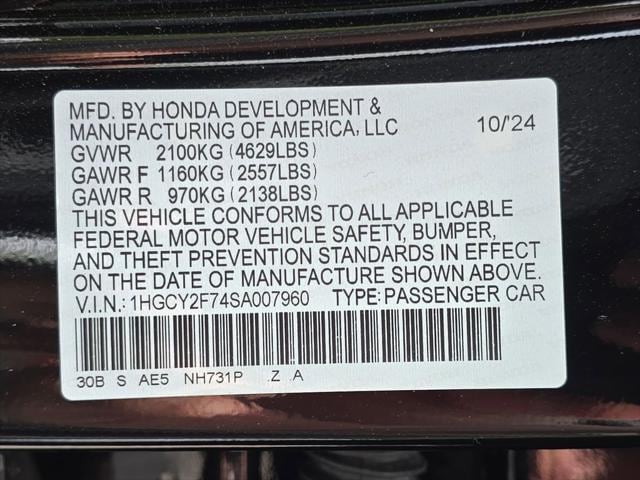 MFD. BY HONDA DEVELOPMENT &
MANUFACTURING OF AMERICA, LLC 10/'24
GVWR 2100KG (4629LBS)
GAWR F 1160KG (2557LBS)
GAWR R 970KG (2138LBS)
THIS VEHICLE CONFORMS TO ALL APPLICABLE
FEDERAL MOTOR VEHICLE SAFETY, BUMPER,
AND THEFT PREVENTION STANDARDS IN EFFECT
ON THE DATE OF MANUFACTURE SHOWN ABOVE.
V.I.N.: 1HGCY2F74SA007960 TYPE: PASSENGER CAR
30B S AE5 NH731P .Z .A